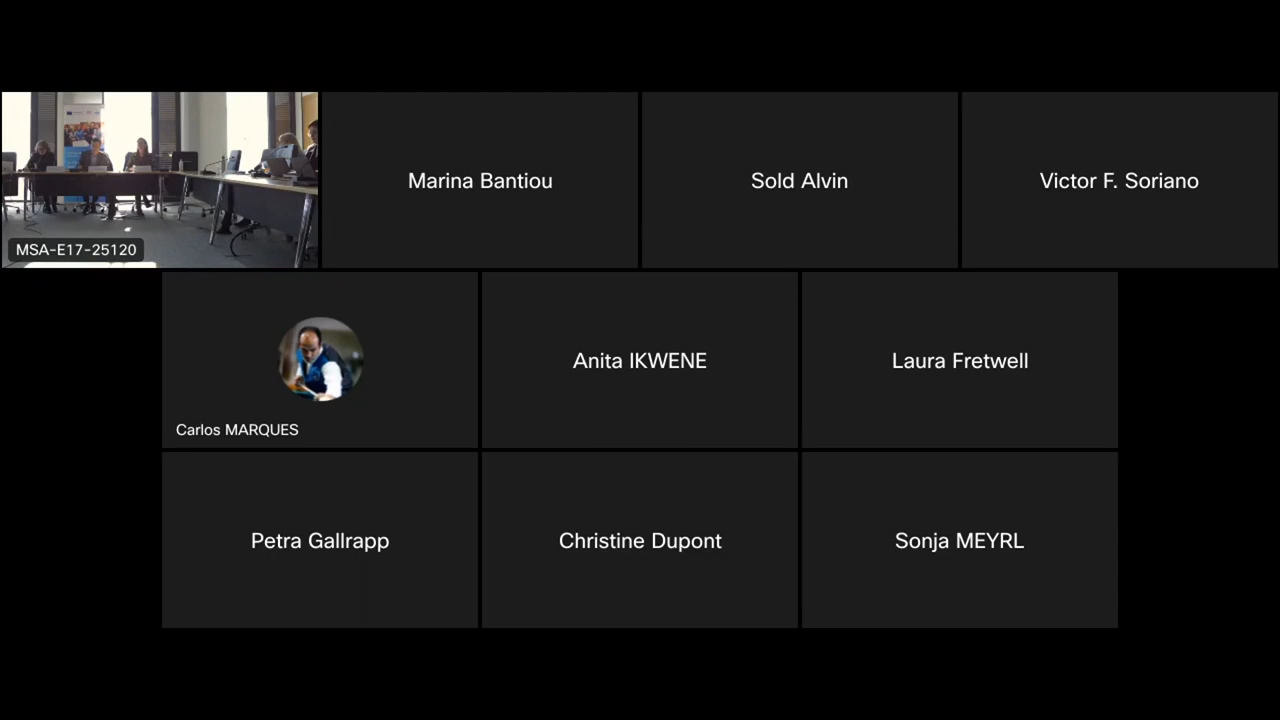 MSA-E17-25120
Marina Bantiou
Sold Alvin
Victor F. Soriano
Carlos MARQUES
Anita IKWENE
Laura Fretwell
Petra Gallrapp
Christine Dupont
Sonja MEYRL